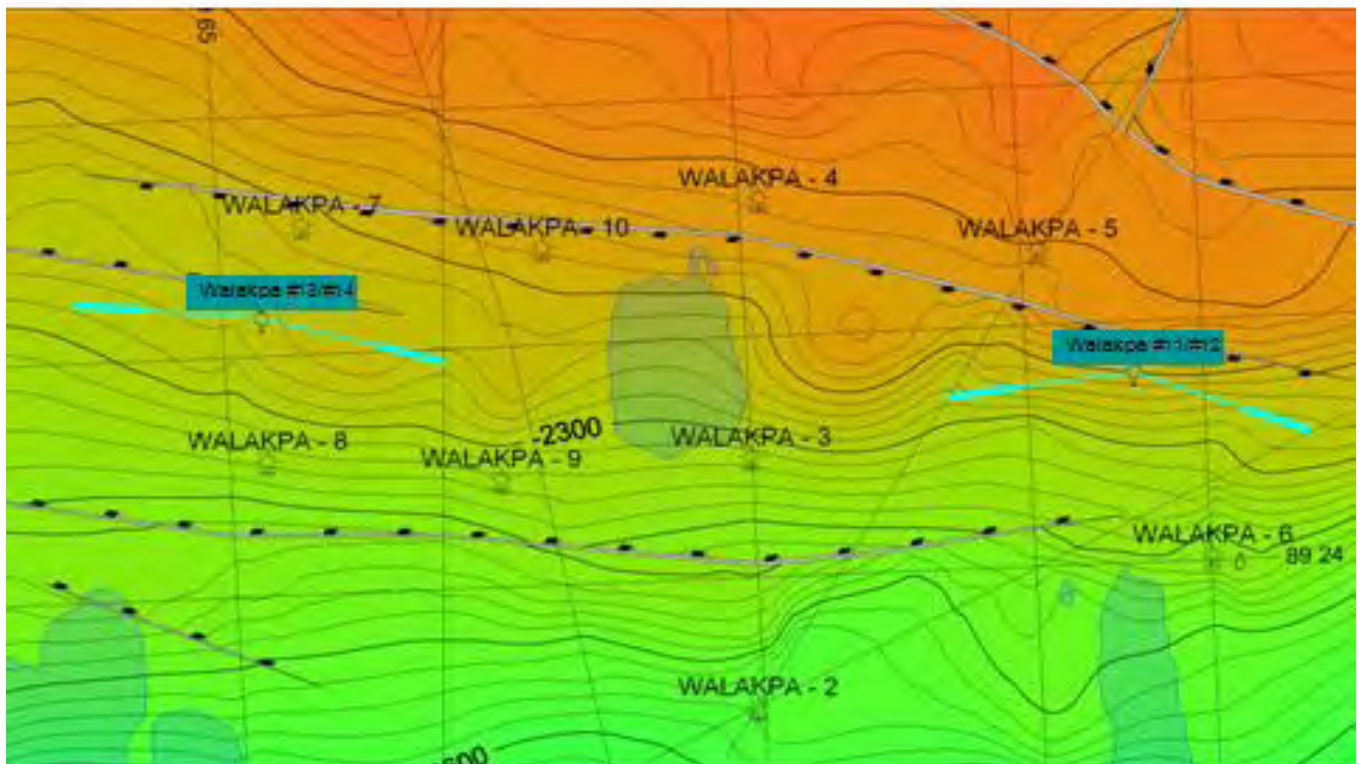 65
WALAKPA - 4
WALAKPA - 7
WALAKPA - 10
WALAKPA - 5
Walakpa #13/#14
Walakpa #11/#12
-2300
WALAKPA - 8
WALAKPA - 3
WALAKPA - 9
WALAKPA - 6
89 24
WALAKPA - 2